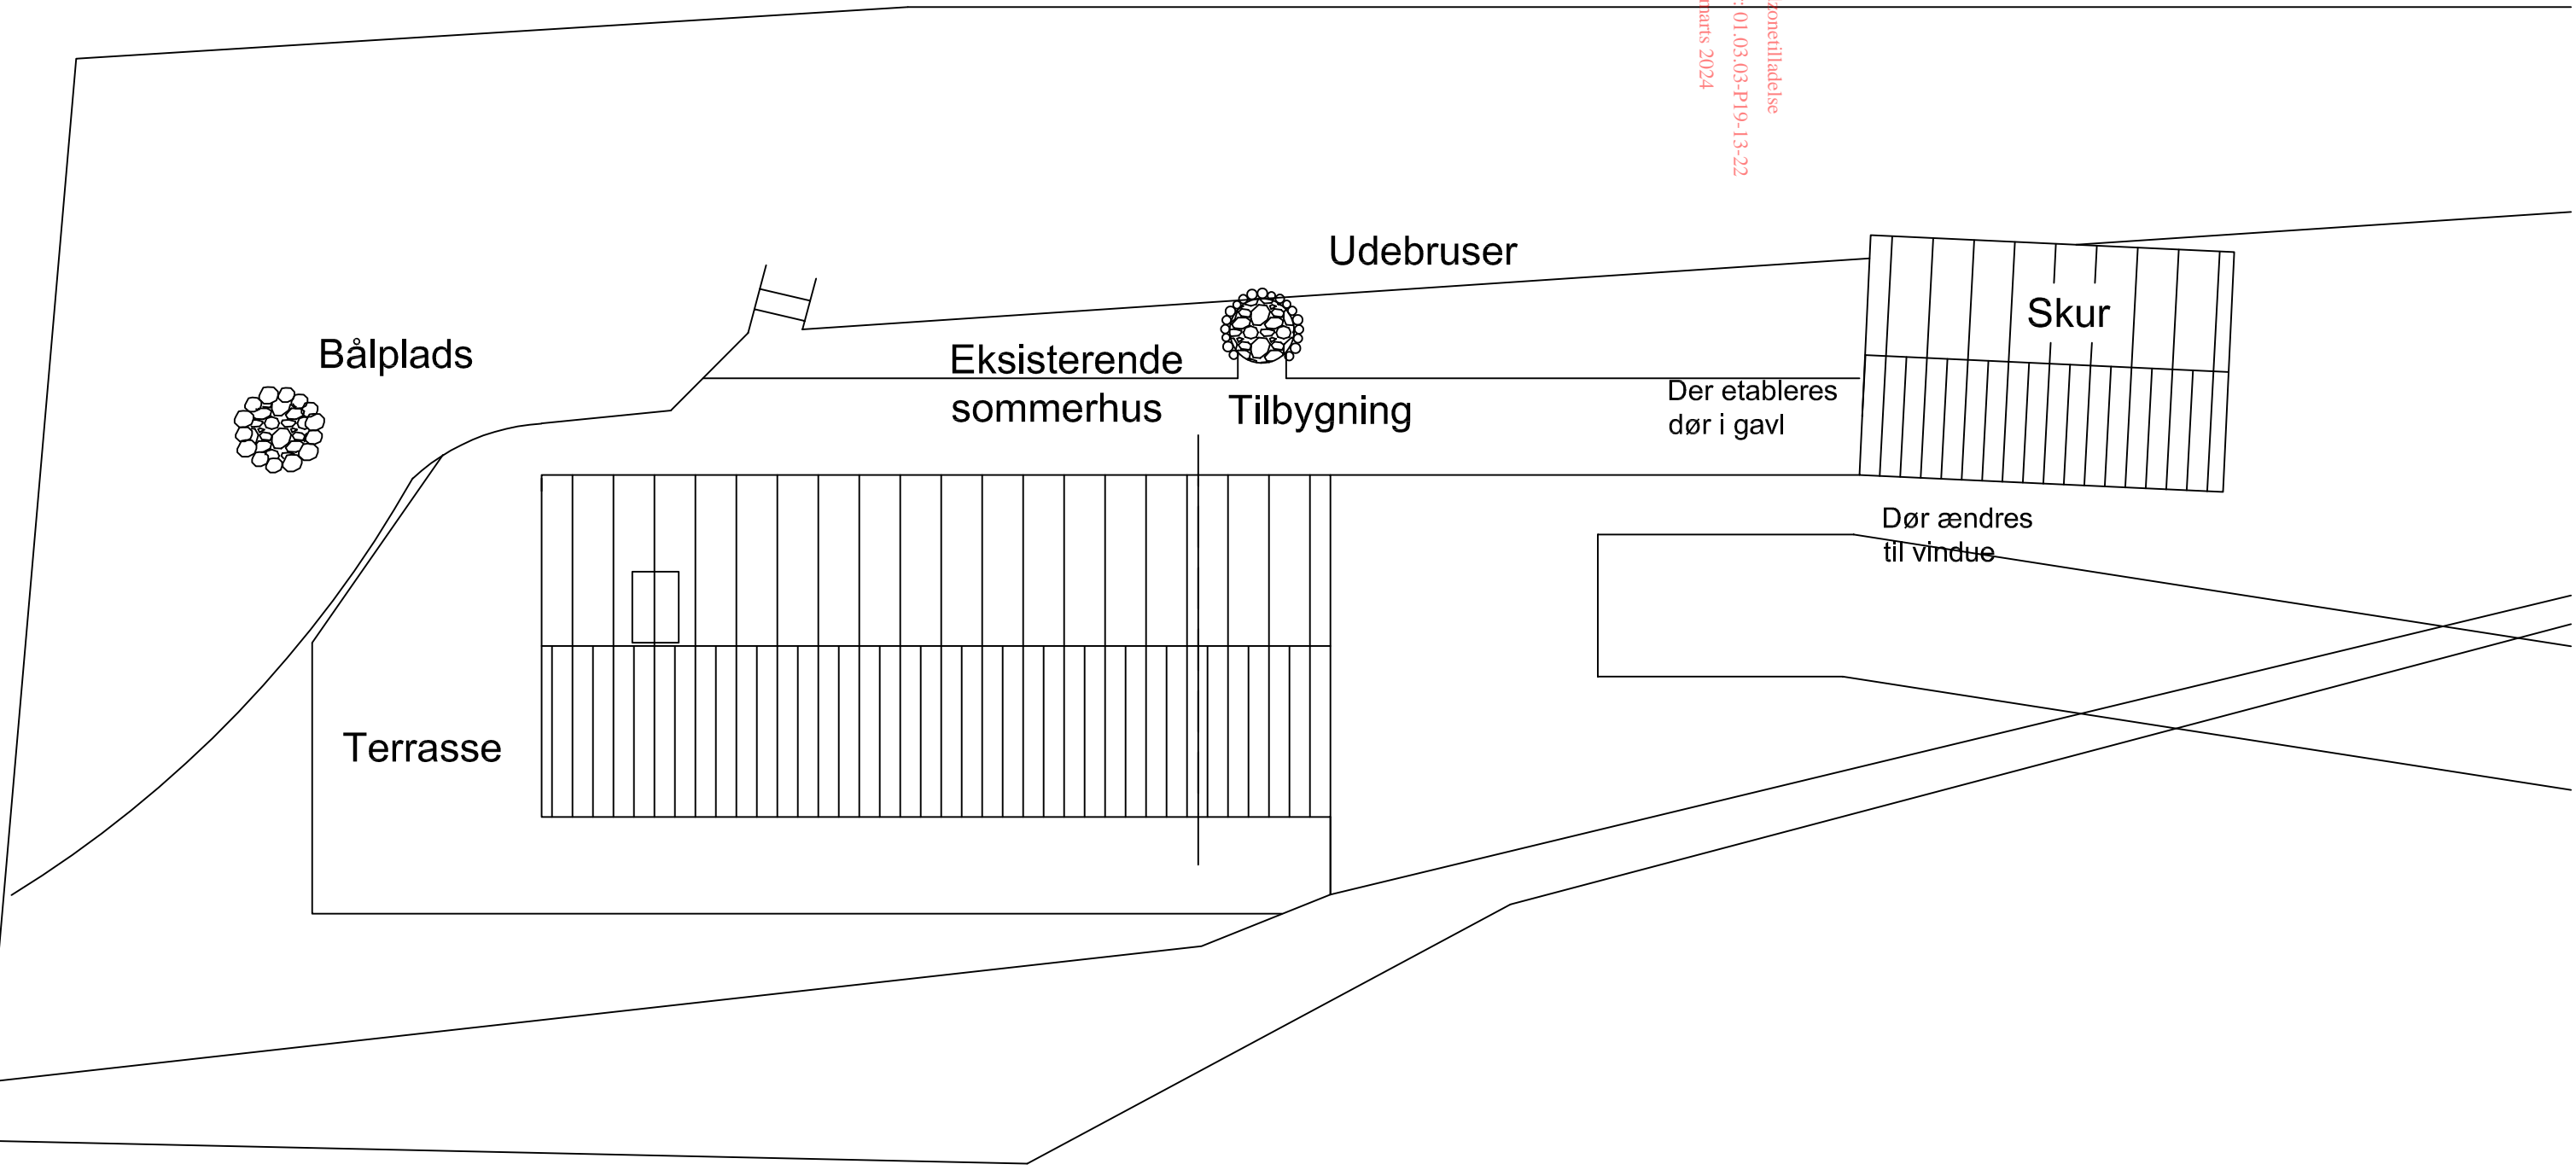 zonetilladelse
: 01.03.03-P19-13-22
marts 2024
Udebruser
Skur
Bålplads
Eksisterende
sommerhus
Tilbygning
Der etableres
dør i gavl
Dør ændres
til vindue
Terrasse